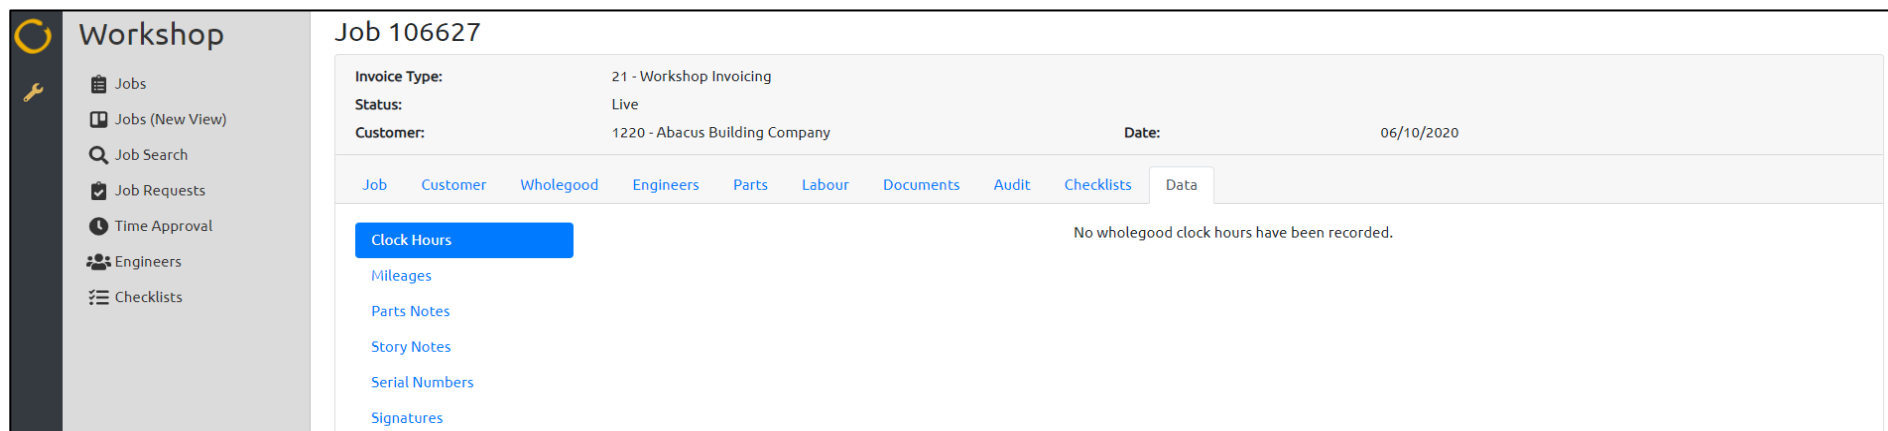 Workshop
Jobs
Jobs (New View)
Job Search
Job Requests
Time Approval
Engineers
Checklists
Job 106627
Invoice Type: 21 - Workshop Invoicing
Status: Live
Customer: 1220 - Abacus Building Company Date: 06/10/2020
Job Customer Wholegood Engineers Parts Labour Documents Audit Checklists Data
Clock Hours
Mileages
Parts Notes
Story Notes
Serial Numbers
Signatures
No wholegood clock hours have been recorded.